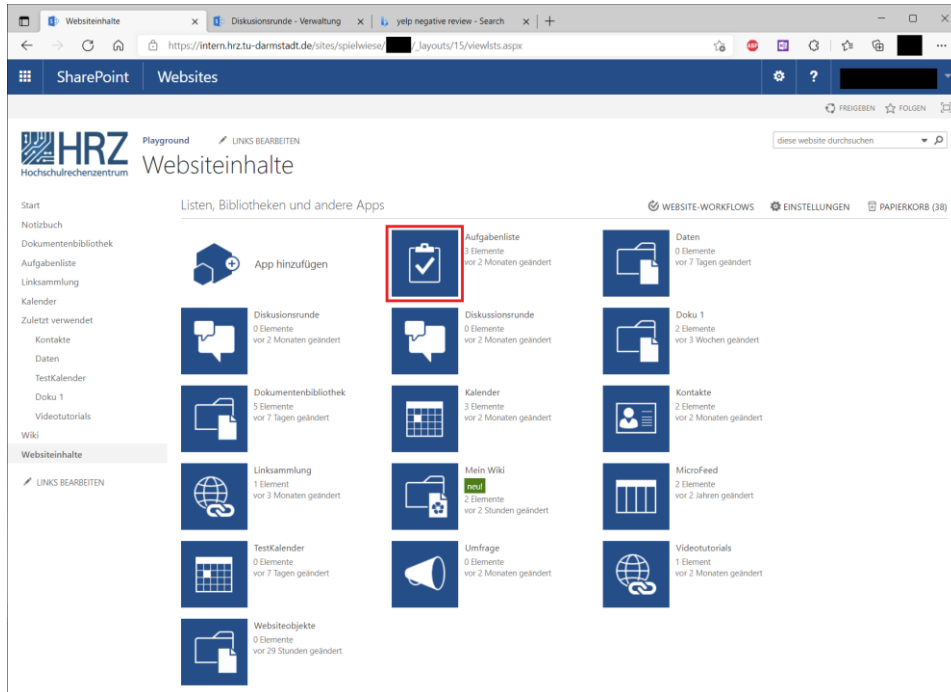 Websiteinhalte
Diskusionsrunde - Verwaltung
yelp negative review - Search
https://intern.hrz.tu-darmstadt.de/sites/spielwiese/ /_layouts/15/viewlsts.aspx
ABP
SharePoint Websites
?
FREIGEBEN FOLGEN
HRZ
Hochschulrechenzentrum
Playground LINKS BEARBEITEN
Websiteinhalte
diese website durchsuchen
Start
Notizbuch
Dokumentenbibliothek
Aufgabenliste
Linksammlung
Kalender
Zuletzt verwendet
Kontakte
Daten
TestKalender
Doku 1
Videotutorials
Wiki
Websiteinhalte
LINKS BEARBEITEN
Listen, Bibliotheken und andere Apps
WEBSITE-WORKFLOWS EINSTELLUNGEN PAPIERKORB (38)
App hinzufügen
Aufgabenliste
3 Elemente
vor 2 Monaten geändert
Daten
0 Elemente
vor 7 Tagen geändert
Diskusionsrunde
0 Elemente
vor 2 Monaten geändert
Diskussionsrunde
0 Elemente
vor 2 Monaten geändert
Doku 1
2 Elemente
vor 3 Wochen geändert
Dokumentenbibliothek
5 Elemente
vor 7 Tagen geändert
Kalender
3 Elemente
vor 2 Monaten geändert
Kontakte
2 Elemente
vor 2 Monaten geändert
Linksammlung
1 Element
vor 3 Monaten geändert
Mein Wiki
neu!
2 Elemente
vor 2 Stunden geändert
MicroFeed
2 Elemente
vor 2 Jahren geändert
TestKalender
0 Elemente
vor 7 Tagen geändert
Umfrage
0 Elemente
vor 2 Monaten geändert
Videotutorials
1 Element
vor 2 Monaten geändert
Websiteobjekte
0 Elemente
vor 29 Stunden geändert